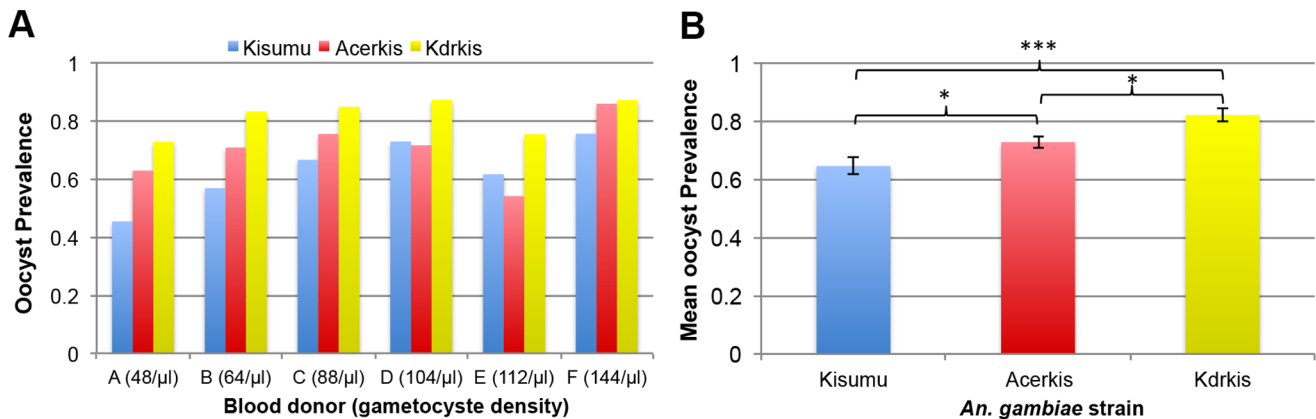 A
Kisumu Acerkis Kdrkis
Oocyst Prevalence
1
0.8
0.6
0.4
0.2
0
A (48/µl) B (64/µl) C (88/µl) D (104/µl) E (112/µl) F (144/µl)
Blood donor (gametocyste density)
B
Mean oocyst Prevalence
1
0.8
0.6
0.4
0.2
0
***
* *
Kisumu Acerkis Kdrkis
An. gambiae strain